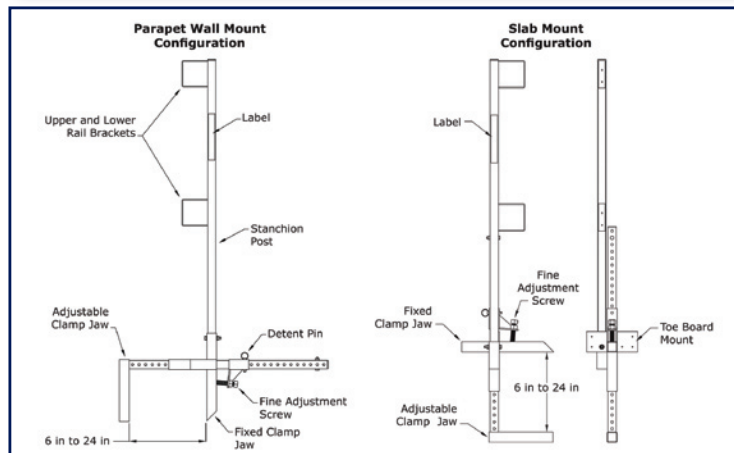 Parapet Wall Mount
Configuration
Upper and Lower
Rail Brackets
Label
Stanchion
Post
Adjustable
Clamp Jaw
Detent Pin
Fine Adjustment
Screw
Fixed Clamp
Jaw
6 in to 24 in
Slab Mount
Configuration
Label
Fine
Adjustment
Screw
Fixed
Clamp Jaw
Toe Board
Mount
6 in to 24 in
Adjustable
Clamp Jaw